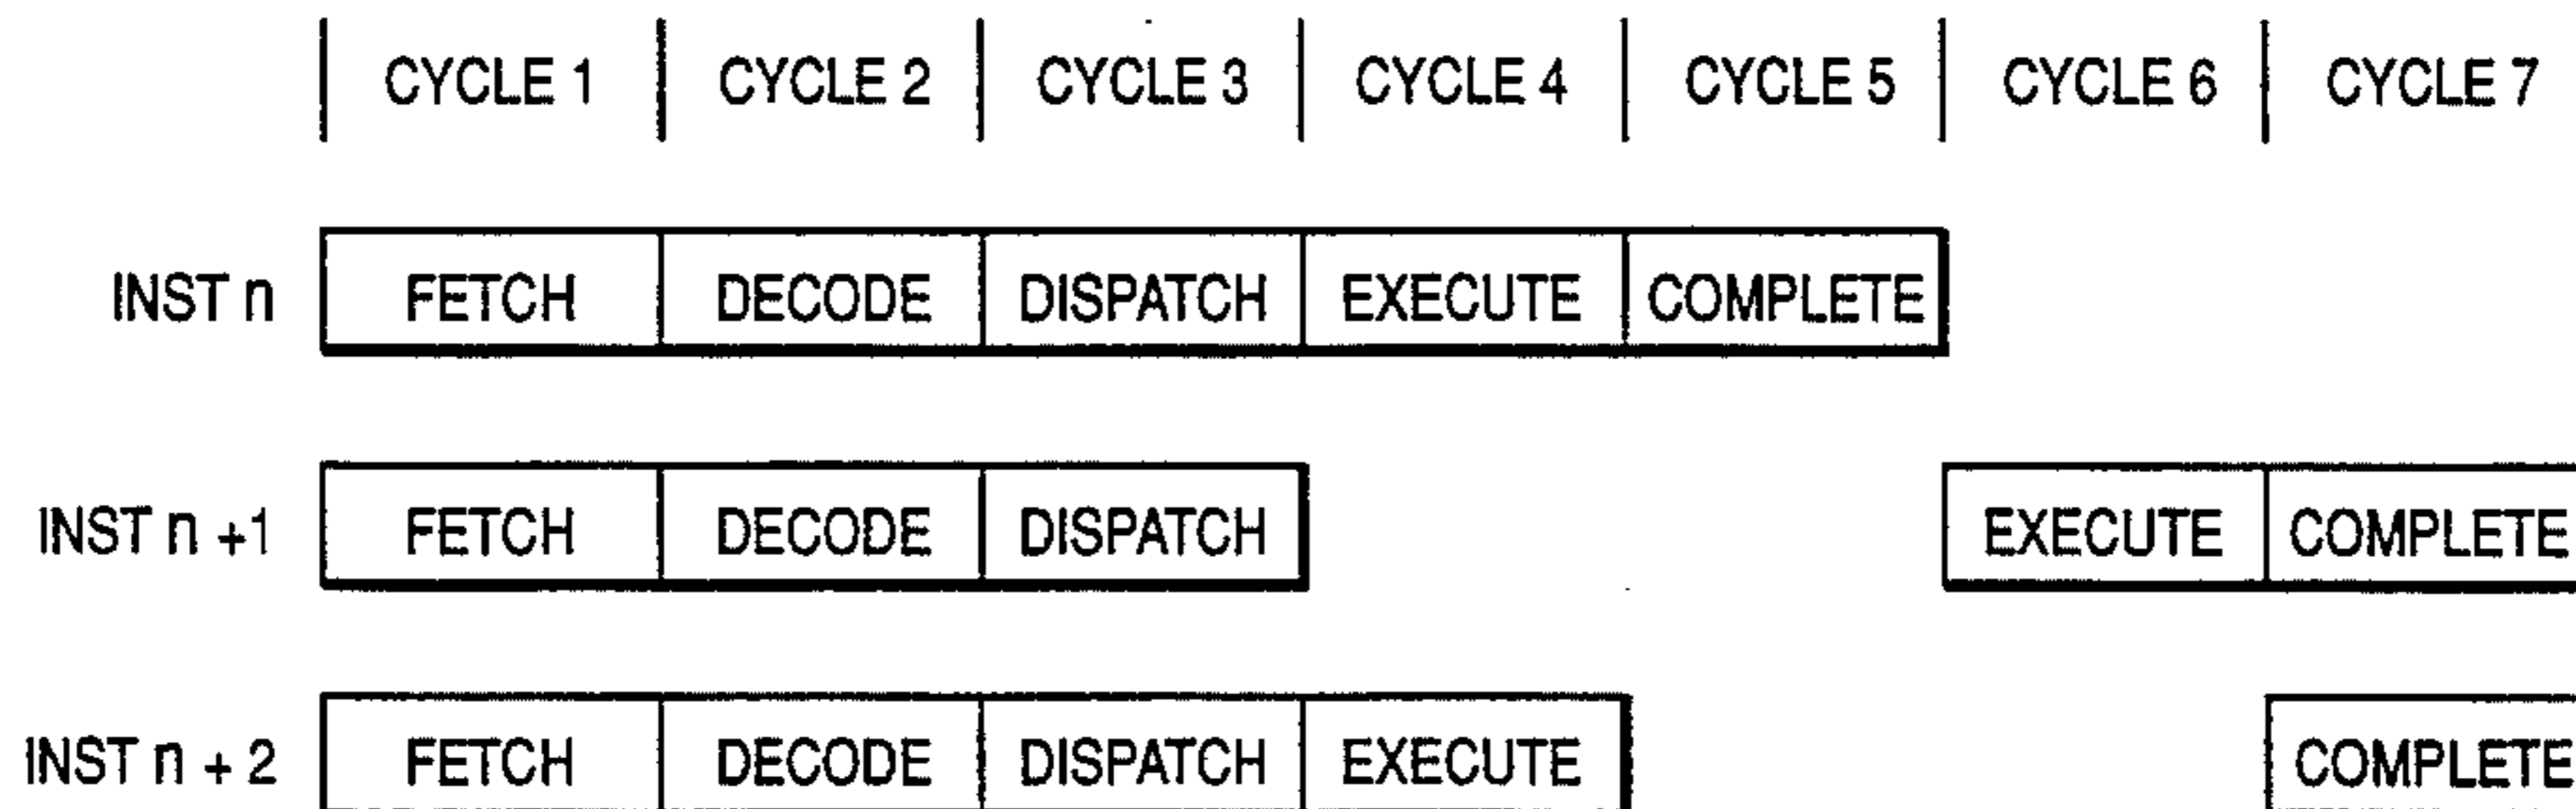 CYCLE 1 CYCLE 2 CYCLE 3 CYCLE 4 CYCLE 5 CYCLE 6 CYCLE 7
INST n FETCH DECODE DISPATCH EXECUTE COMPLETE
INST n +1 FETCH DECODE DISPATCH EXECUTE COMPLETE
INST n + 2 FETCH DECODE DISPATCH EXECUTE COMPLETE